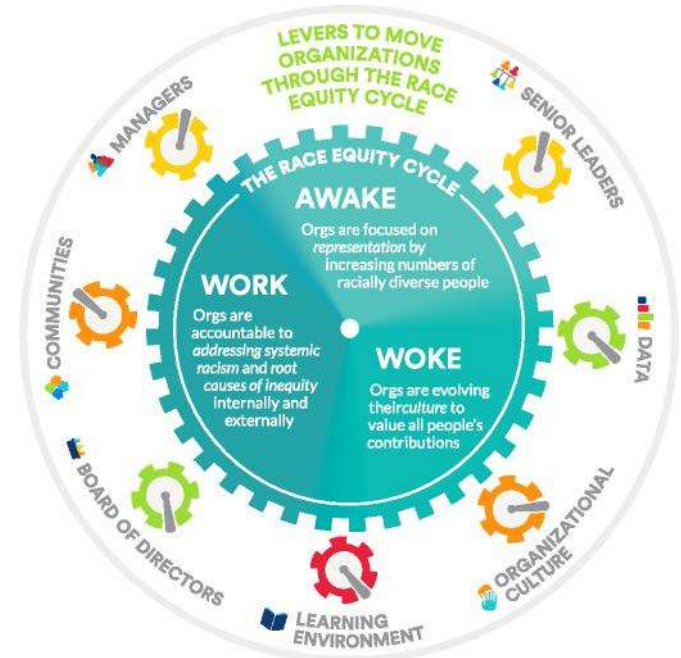 LEVERS TO MOVE
ORGANIZATIONS
THROUGH THE RACE
EQUITY CYCLE
SENIOR LEADERS
DATA
ORGANIZATIONAL
CULTURE
LEARNING
ENVIRONMENT
BOARD OF DIRECTORS
COMMUNITIES
MANAGERS
THE RACE EQUITY CYCLE
AWAKE
Orgs are focused on
representation by
increasing numbers of
racially diverse people
WOKE
Orgs are evolving
theirculture to
value all people's
contributions
WORK
Orgs are
accountable to
addressing systemic
racism and root
causes of inequity
internally and
externally